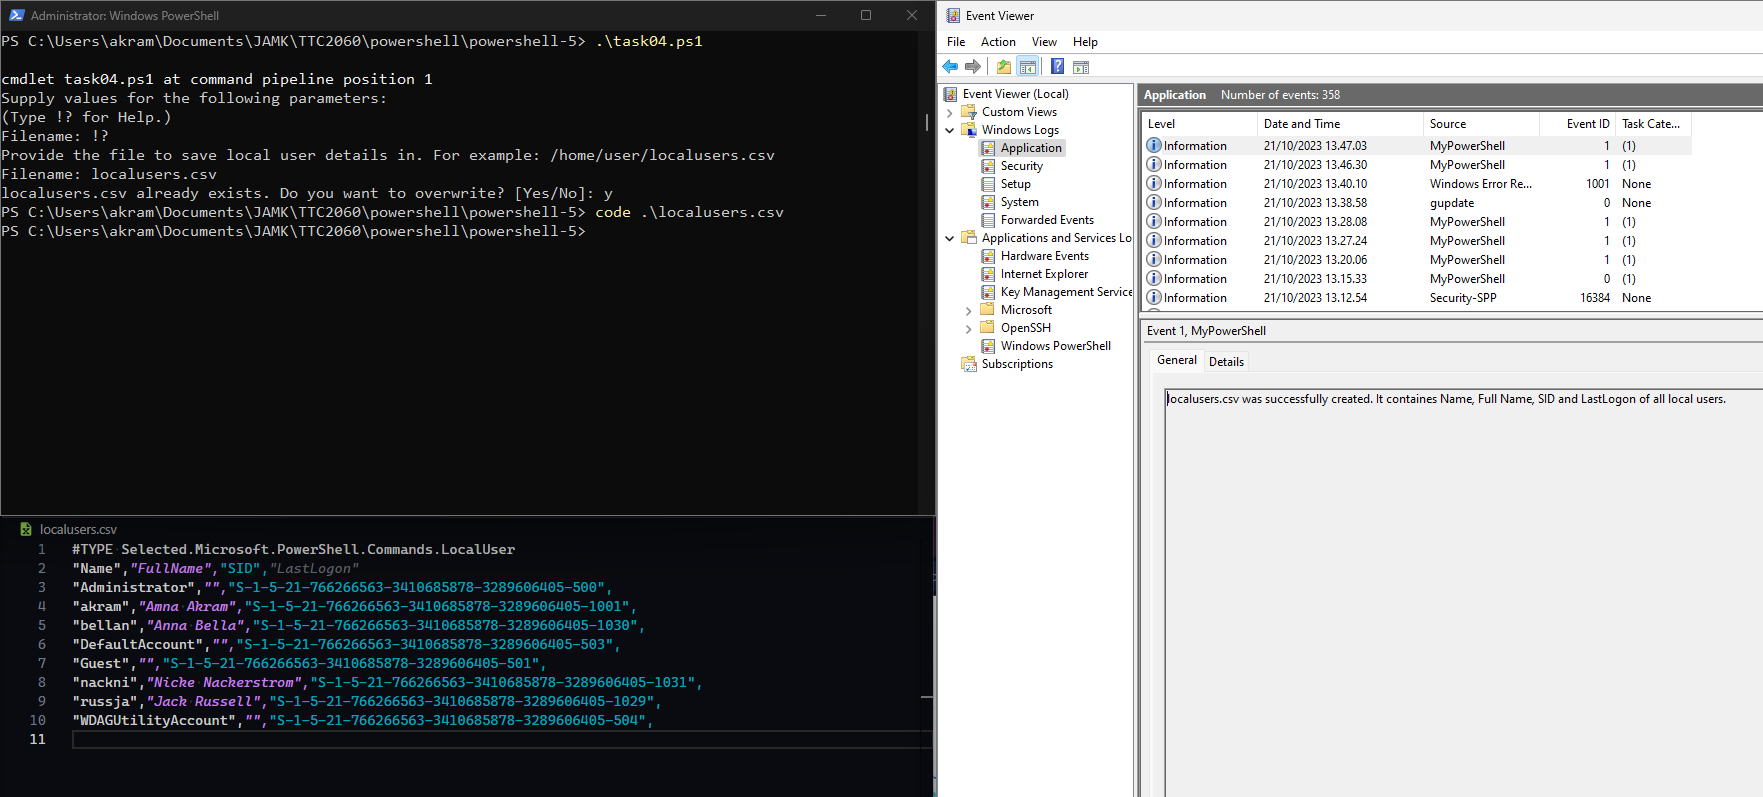 Administrator: Windows PowerShell
PS C:\Users\akram\Documents\JAMK\TTC2060\powershell\powershell-5> .\task04.ps1
cmdlet task04.ps1 at command pipeline position 1
Supply values for the following parameters:
(Type !? for Help.)
Filename: !?
Provide the file to save local user details in. For example: /home/user/localusers.csv
Filename: localusers.csv
localusers.csv already exists. Do you want to overwrite? [Yes/No]: y
PS C:\Users\akram\Documents\JAMK\TTC2060\powershell\powershell-5> code .\localusers.csv
PS C:\Users\akram\Documents\JAMK\TTC2060\powershell\powershell-5>
localusers.csv
1 #TYPE Selected.Microsoft.PowerShell.Commands.LocalUser
2 "Name","FullName","SID","LastLogon"
3 "Administrator","","S-1-5-21-766266563-3410685878-3289606405-500",
4 "akram","Amna Akram","S-1-5-21-766266563-3410685878-3289606405-1001",
5 "bellan","Anna Bella","S-1-5-21-766266563-3410685878-3289606405-1030",
6 "DefaultAccount","","S-1-5-21-766266563-3410685878-3289606405-503",
7 "Guest","","S-1-5-21-766266563-3410685878-3289606405-501",
8 "nackni","Nicke Nackerstrom","S-1-5-21-766266563-3410685878-3289606405-1031",
9 "russja","Jack Russell","S-1-5-21-766266563-3410685878-3289606405-1029",
10 "WDAGUtilityAccount","","S-1-5-21-766266563-3410685878-3289606405-504",
11
Event Viewer
File Action View Help
Event Viewer (Local)
Custom Views
Windows Logs
Application
Security
Setup
System
Forwarded Events
Applications and Services Lo
Hardware Events
Internet Explorer
Key Management Service
Microsoft
OpenSSH
Windows PowerShell
Subscriptions
Application Number of events: 358
Level Date and Time Source Event ID Task Cate...
Information 21/10/2023 13.47.03 MyPowerShell 1 (1)
Information 21/10/2023 13.46.30 MyPowerShell 1 (1)
Information 21/10/2023 13.40.10 Windows Error Re... 1001 None
Information 21/10/2023 13.38.58 gupdate 0 None
Information 21/10/2023 13.28.08 MyPowerShell 1 (1)
Information 21/10/2023 13.27.24 MyPowerShell 1 (1)
Information 21/10/2023 13.20.06 MyPowerShell 1 (1)
Information 21/10/2023 13.15.33 MyPowerShell 0 (1)
Information 21/10/2023 13.12.54 Security-SPP 16384 None
Event 1, MyPowerShell
General Details
localusers.csv was successfully created. It containes Name, Full Name, SID and LastLogon of all local users.